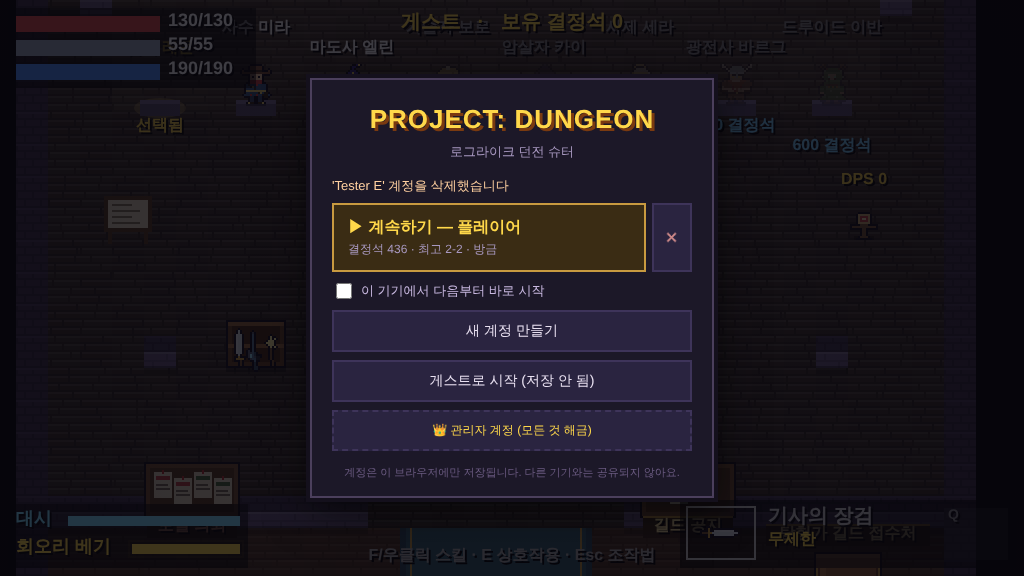 130/130
55/55
190/190
미라
게스트
보유 결정석 0
드루이드 이반
마도사 엘린
암살자 카이
광전사 바르그
선택됨
결정석
600 결정석
DPS 0
PROJECT: DUNGEON
로그라이크 던전 슈터
'Tester E' 계정을 삭제했습니다
▶ 계속하기 — 플레이어
결정석 436 · 최고 2-2 · 방금
×
이 기기에서 다음부터 바로 시작
새 계정 만들기
게스트로 시작 (저장 안 됨)
👑 관리자 계정 (모든 것 해금)
계정은 이 브라우저에만 저장됩니다. 다른 기기와는 공유되지 않아요.
대시
회오리 베기
F/우클릭 스킬 · E 상호작용 · Esc 조작법
기사의 장검
Q
무제한
길드 접수처